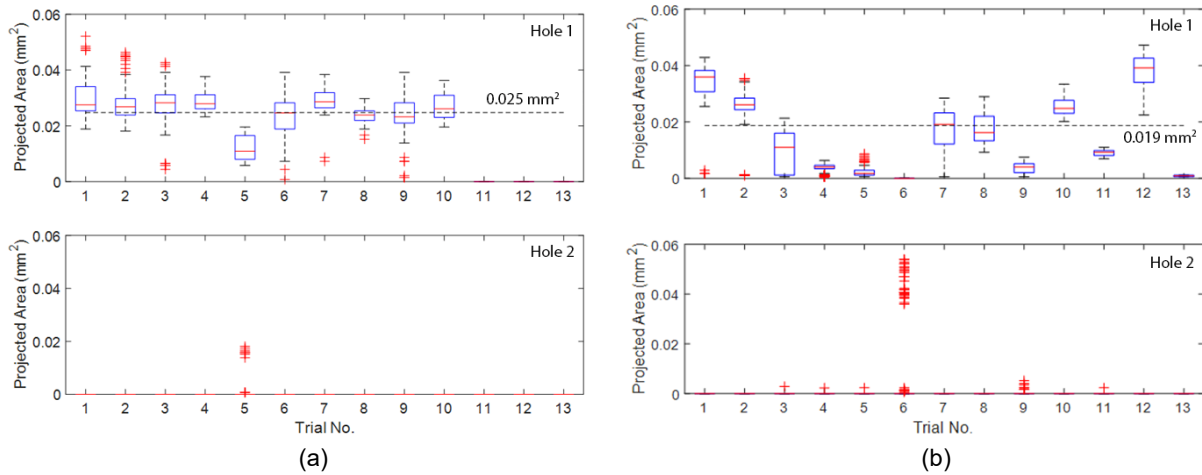 0.06
Hole 1
0.04
0.025 mm²
0.02
0
Projected Area (mm²)
1 2 3 4 5 6 7 8 9 10 11 12 13
0.06
Hole 2
0.04
0.02
0
Projected Area (mm²)
1 2 3 4 5 6 7 8 9 10 11 12 13
Trial No.
(a)
0.06
Hole 1
0.04
0.02
0.019 mm²
0
Projected Area (mm²)
1 2 3 4 5 6 7 8 9 10 11 12 13
0.06
Hole 2
0.04
0.02
0
Projected Area (mm²)
1 2 3 4 5 6 7 8 9 10 11 12 13
Trial No.
(b)